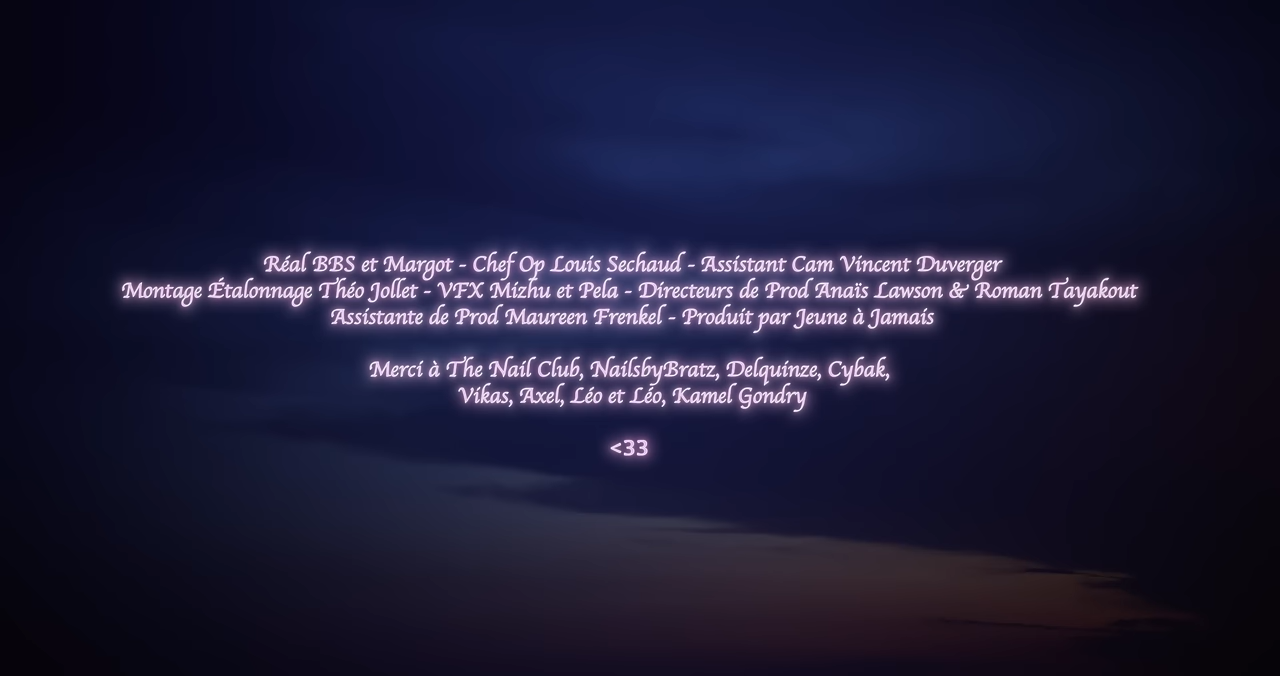 Réal BBS et Margot - Chef Op Louis Sechaud - Assistant Cam Vincent Duverger
Montage Étalonnage Théo Jollet - VFX Mizhu et Pela - Directeurs de Prod Anaïs Lawson & Roman Tayakout
Assistante de Prod Maureen Frenkel - Produit par Jeune à Jamais
Merci à The Nail Club, NailsbyBratz, Delquinze, Cybak,
Vikas, Axel, Léo et Léo, Kamel Gondry
<33